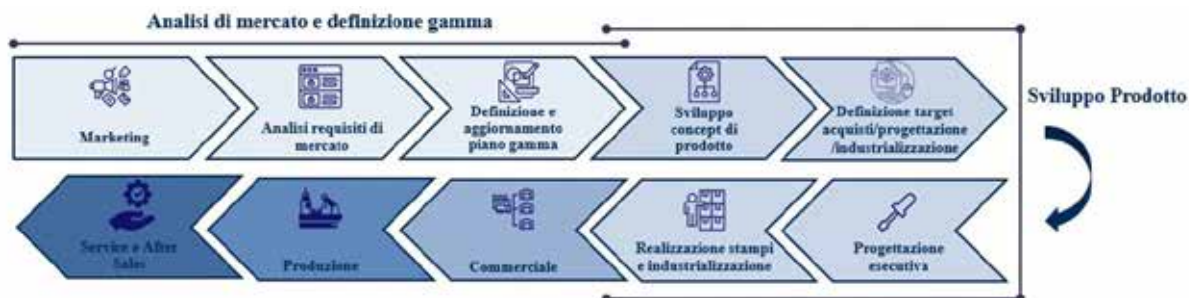 Analisi di mercato e definizione gamma
Marketing
Analisi requisiti di
mercato
Definizione e
aggiornamento
piano gamma
Sviluppo
concept di
prodotto
Definizione target
acquisti/progettazione
/industrializzazione
Sviluppo Prodotto
Service e After
Sales
Produzione
Commerciale
Realizzazione stampi
e industrializzazione
Progettazione
esecutiva